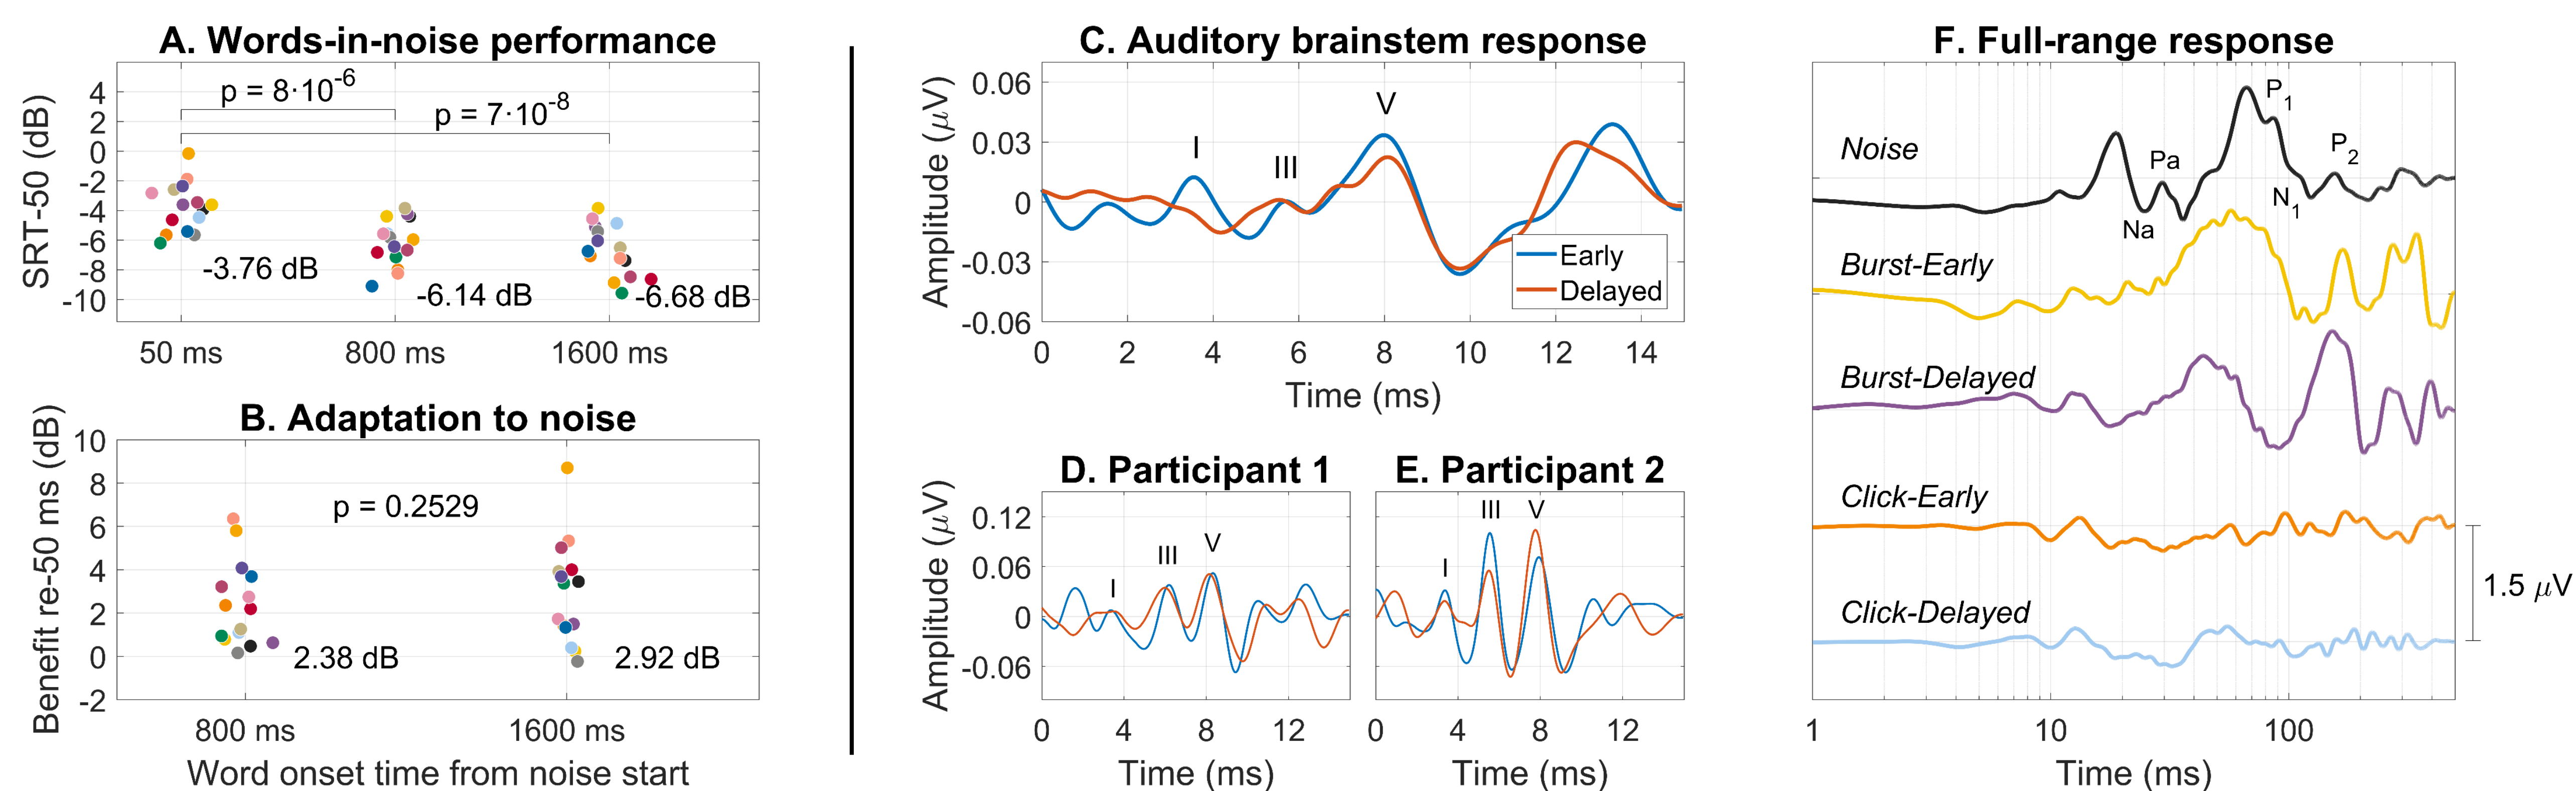 A. Words-in-noise performance
SRT-50 (dB)
4
2
0
-2
-4
-6
-8
-10
p = 8·10-6
p = 7·10-8
-3.76 dB
-6.14 dB
-6.68 dB
50 ms
800 ms
1600 ms
B. Adaptation to noise
Benefit re-50 ms (dB)
10
8
6
4
2
0
-2
p = 0.2529
2.38 dB
2.92 dB
800 ms
1600 ms
Word onset time from noise start
C. Auditory brainstem response
Amplitude (μV)
0.06
0.03
0
-0.03
-0.06
I
III
V
Early
Delayed
0
2
4
6
8
10
12
14
Time (ms)
D. Participant 1
Amplitude (μV)
0.12
0.06
0
-0.06
I
III
V
0
4
8
12
Time (ms)
E. Participant 2
I
III
V
0
4
8
12
Time (ms)
F. Full-range response
Noise
Na
Pa
P1
N1
P2
Burst-Early
Burst-Delayed
Click-Early
Click-Delayed
1.5 μV
1
10
100
Time (ms)